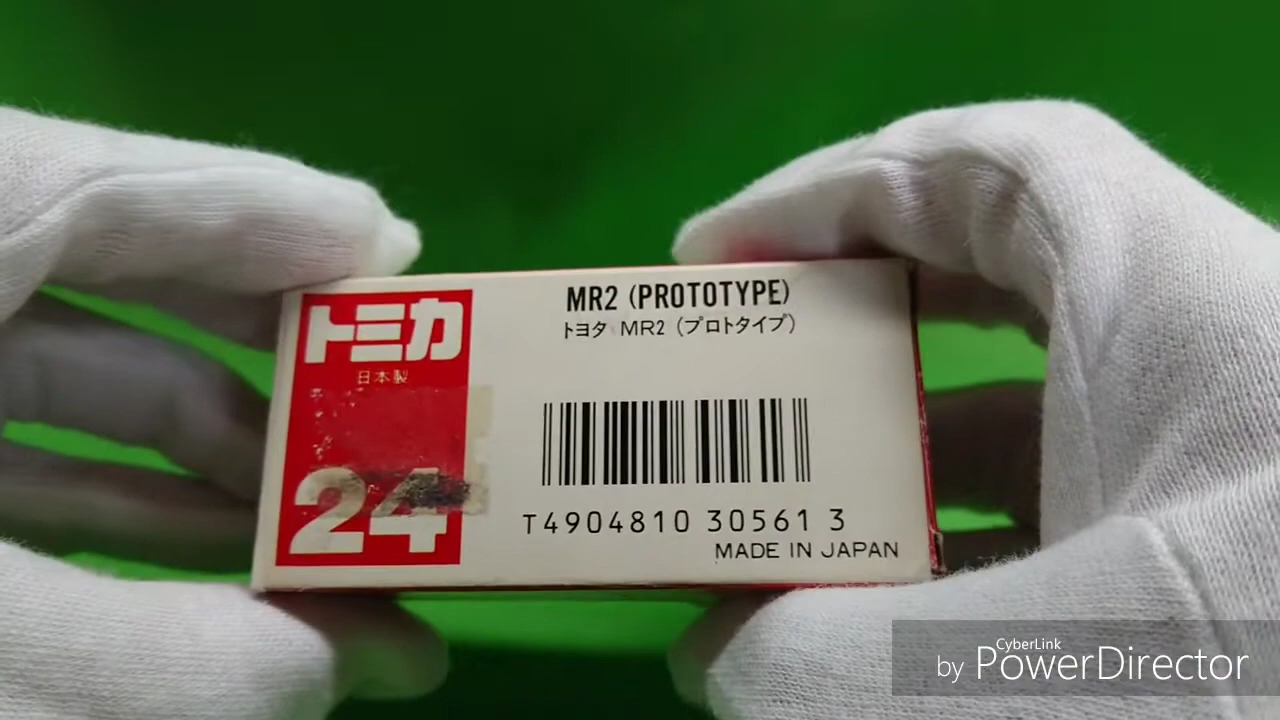 トミカ
日本製
24
MR2 (PROTOTYPE)
トヨタ MR2 (プロトタイプ)
T4904810 30561 3
MADE IN JAPAN
CyberLink
by PowerDirector